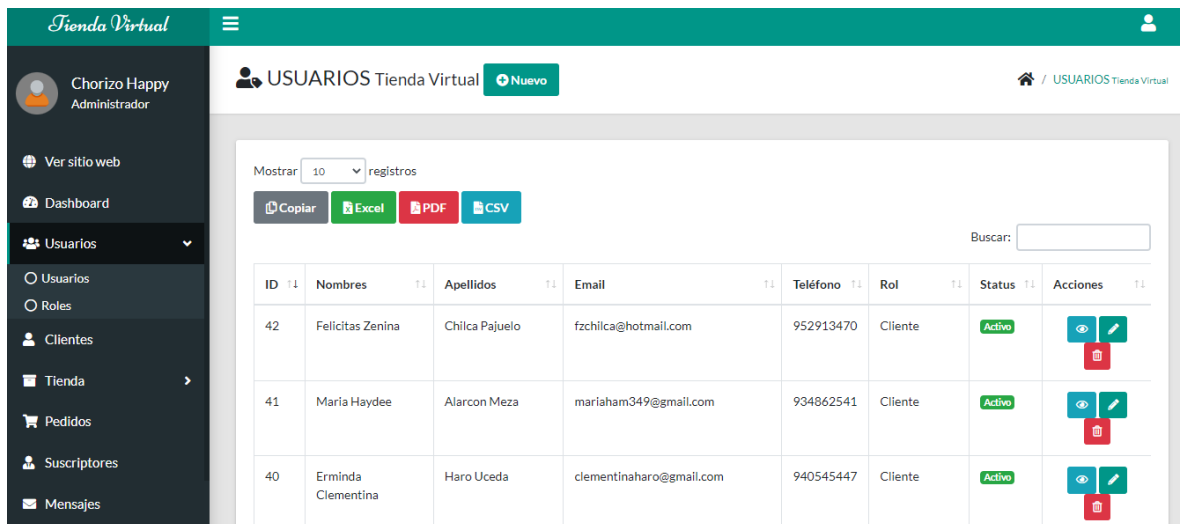 Tienda Virtual
Chorizo Happy
Administrador
Ver sitio web
Dashboard
Usuarios
Usuarios
Roles
Clientes
Tienda
Pedidos
Suscriptores
Mensajes
USUARIOS Tienda Virtual Nuevo
/ USUARIOS Tienda Virtual
Mostrar 10 registros
Copiar Excel PDF CSV
Buscar:
ID Nombres Apellidos Email Teléfono Rol Status Acciones
42 Felicitas Zenina Chilca Pajuelo fzchilca@hotmail.com 952913470 Cliente Activo
41 Maria Haydee Alarcon Meza mariaham349@gmail.com 934862541 Cliente Activo
40 Erminda Haro Uceda clementinaharo@gmail.com 940545447 Cliente Activo
Clementina